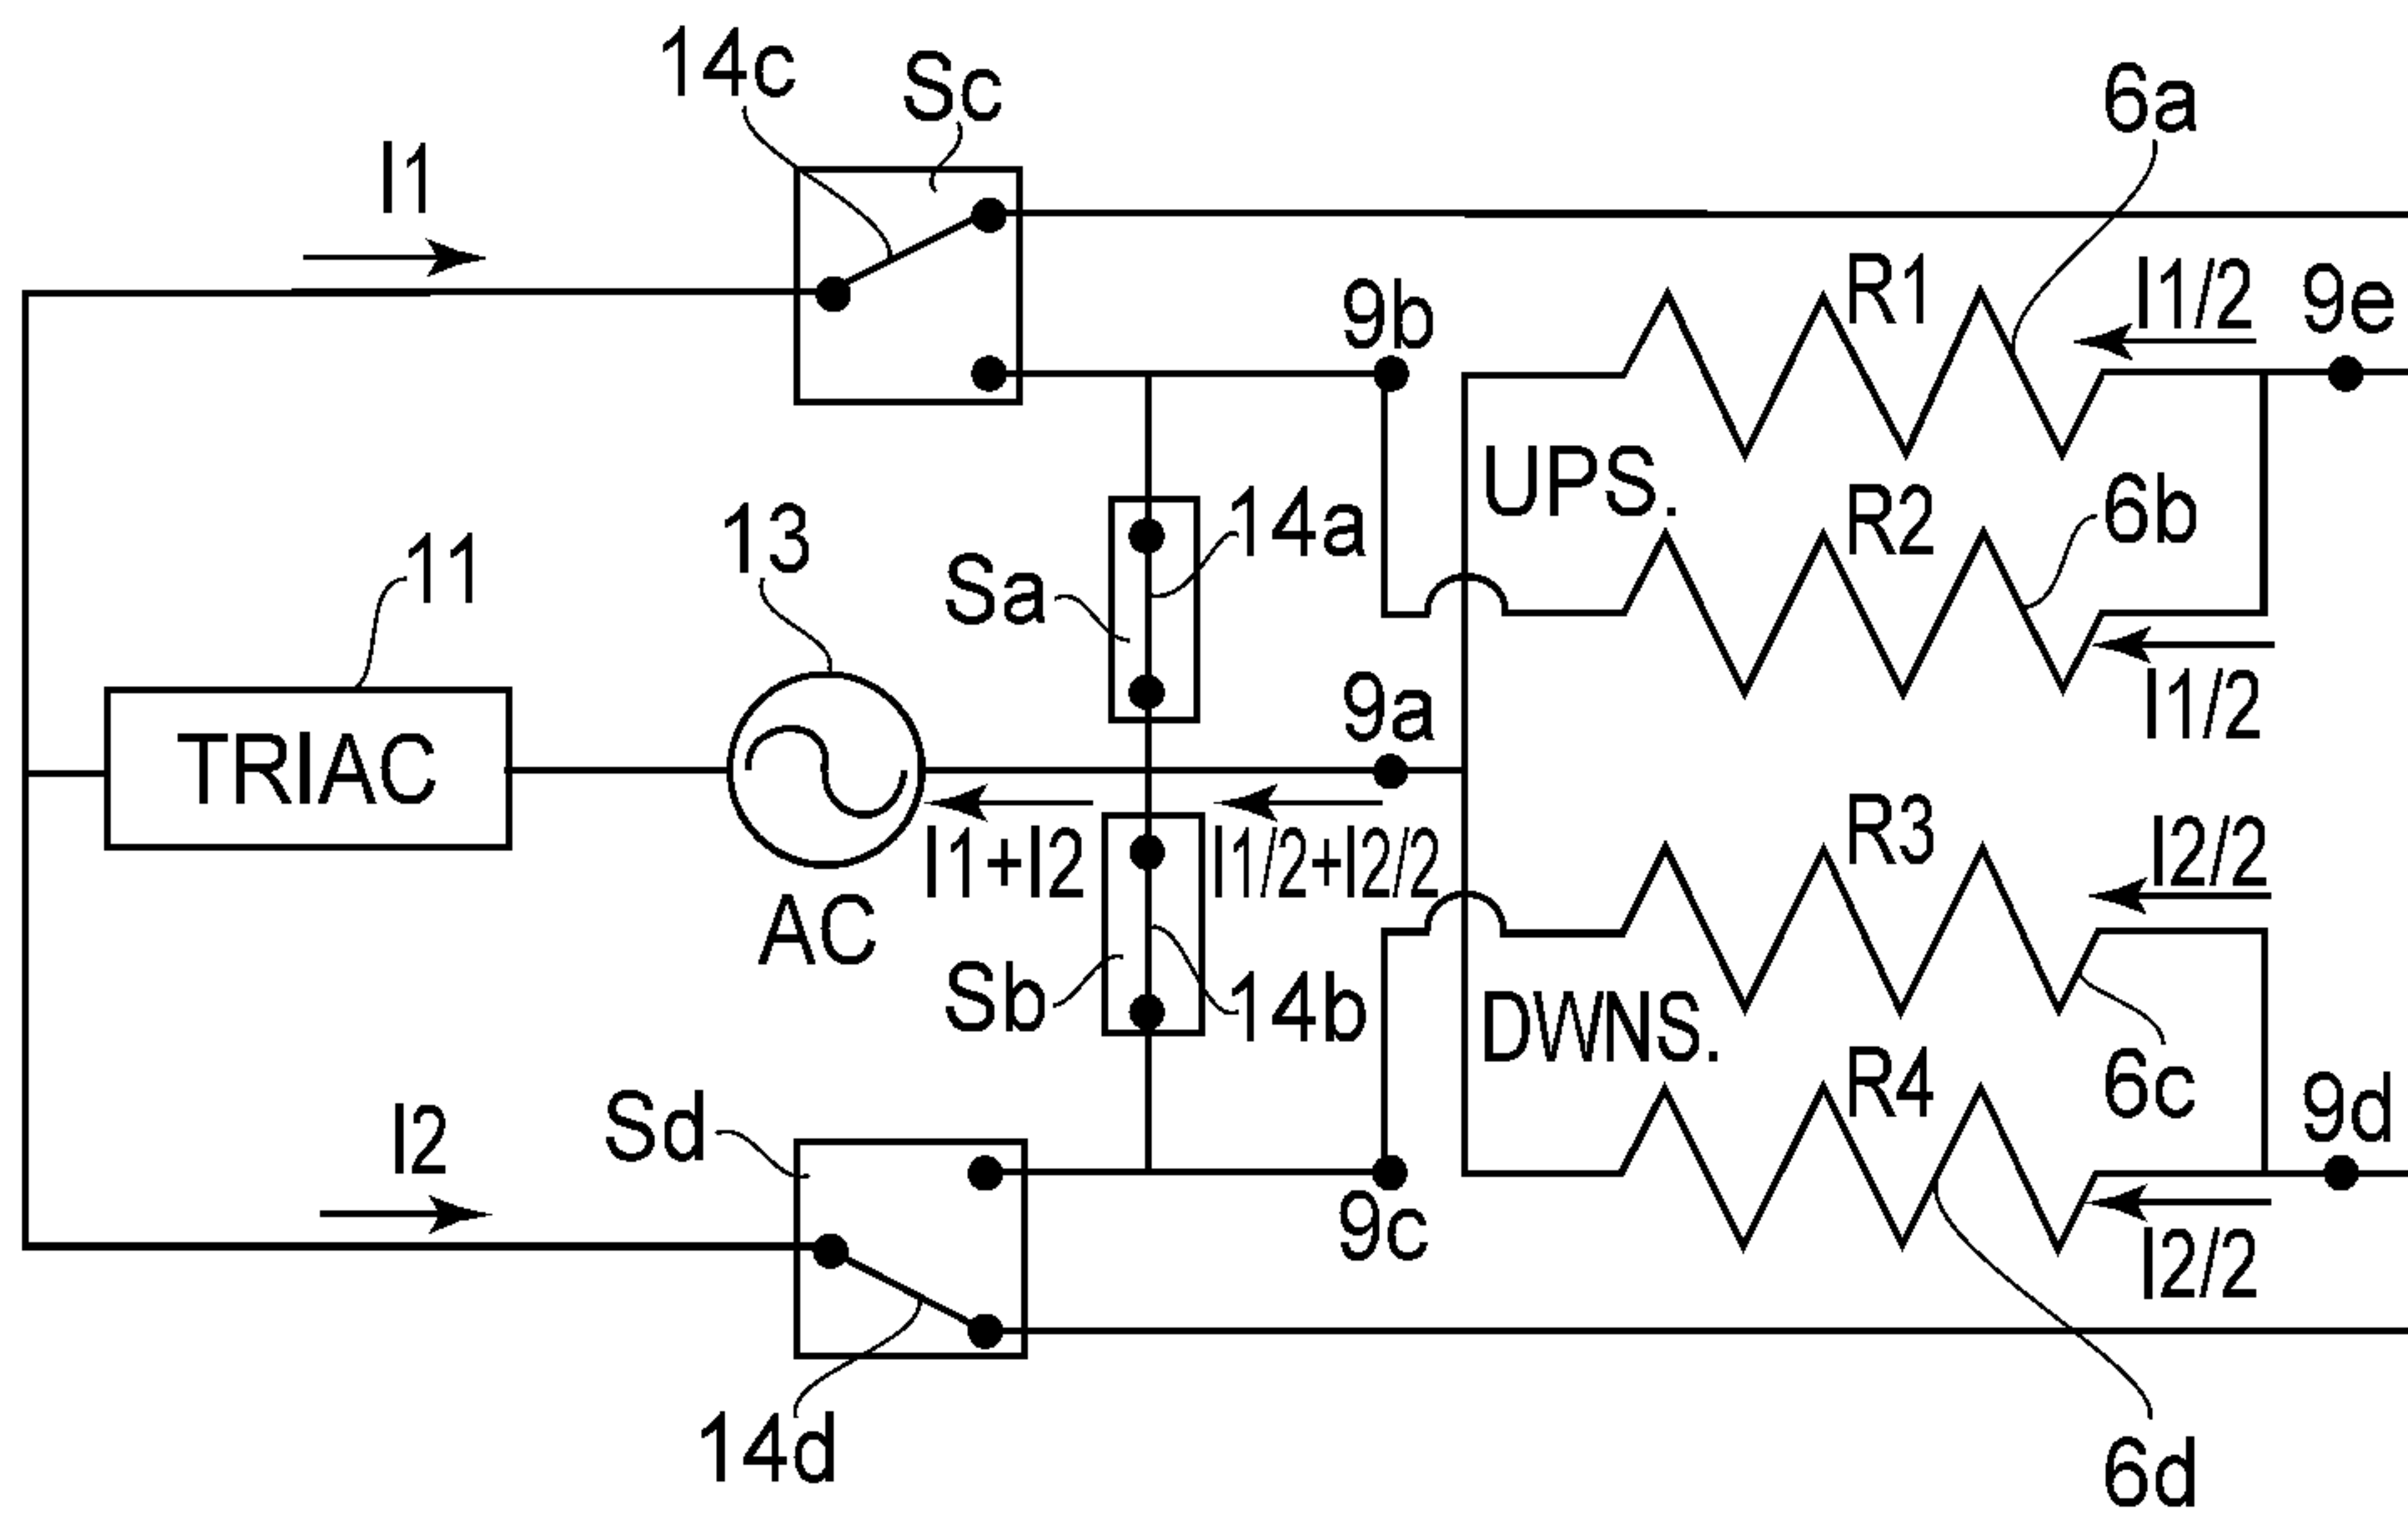 14c
Sc
6a
I1
R1
I1/2
9e
9b
UPS.
R2
6b
11
13
14a
Sa
I1/2
9a
TRIAC
R3
I2/2
I1+I2
I1/2+I2/2
AC
Sb
14b
DWNS.
R4
6c
9d
I2
Sd
9c
I2/2
14d
6d